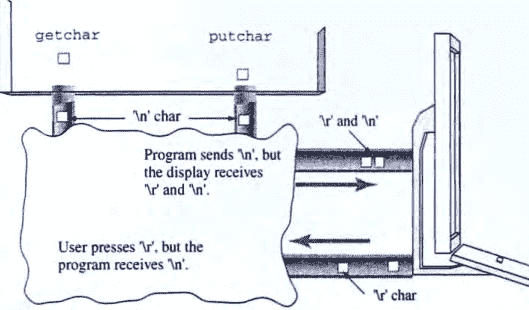 getchar
putchar
'\n' char
'\r' and '\n'
Program sends '\n', but
the display receives
'\r' and '\n'.
User presses '\r', but the
program receives '\n'.
'\r' char